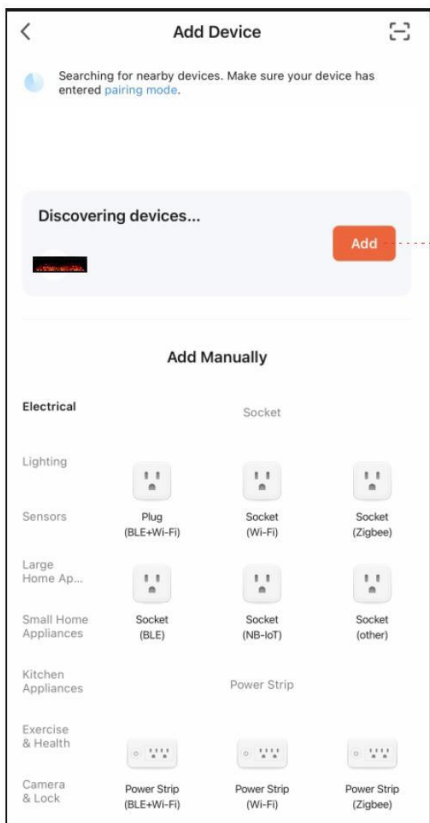 Add Device
Searching for nearby devices. Make sure your device has
entered pairing mode.
Discovering devices...
Add
Add Manually
Electrical
Socket
Lighting
Sensors
Plug
(BLE+Wi-Fi)
Socket
(Wi-Fi)
Socket
(Zigbee)
Large
Home Ap...
Small Home
Appliances
Socket
(BLE)
Socket
(NB-IoT)
Socket
(other)
Kitchen
Appliances
Power Strip
Exercise
& Health
Camera
& Lock
Power Strip
(BLE+Wi-Fi)
Power Strip
(Wi-Fi)
Power Strip
(Zigbee)